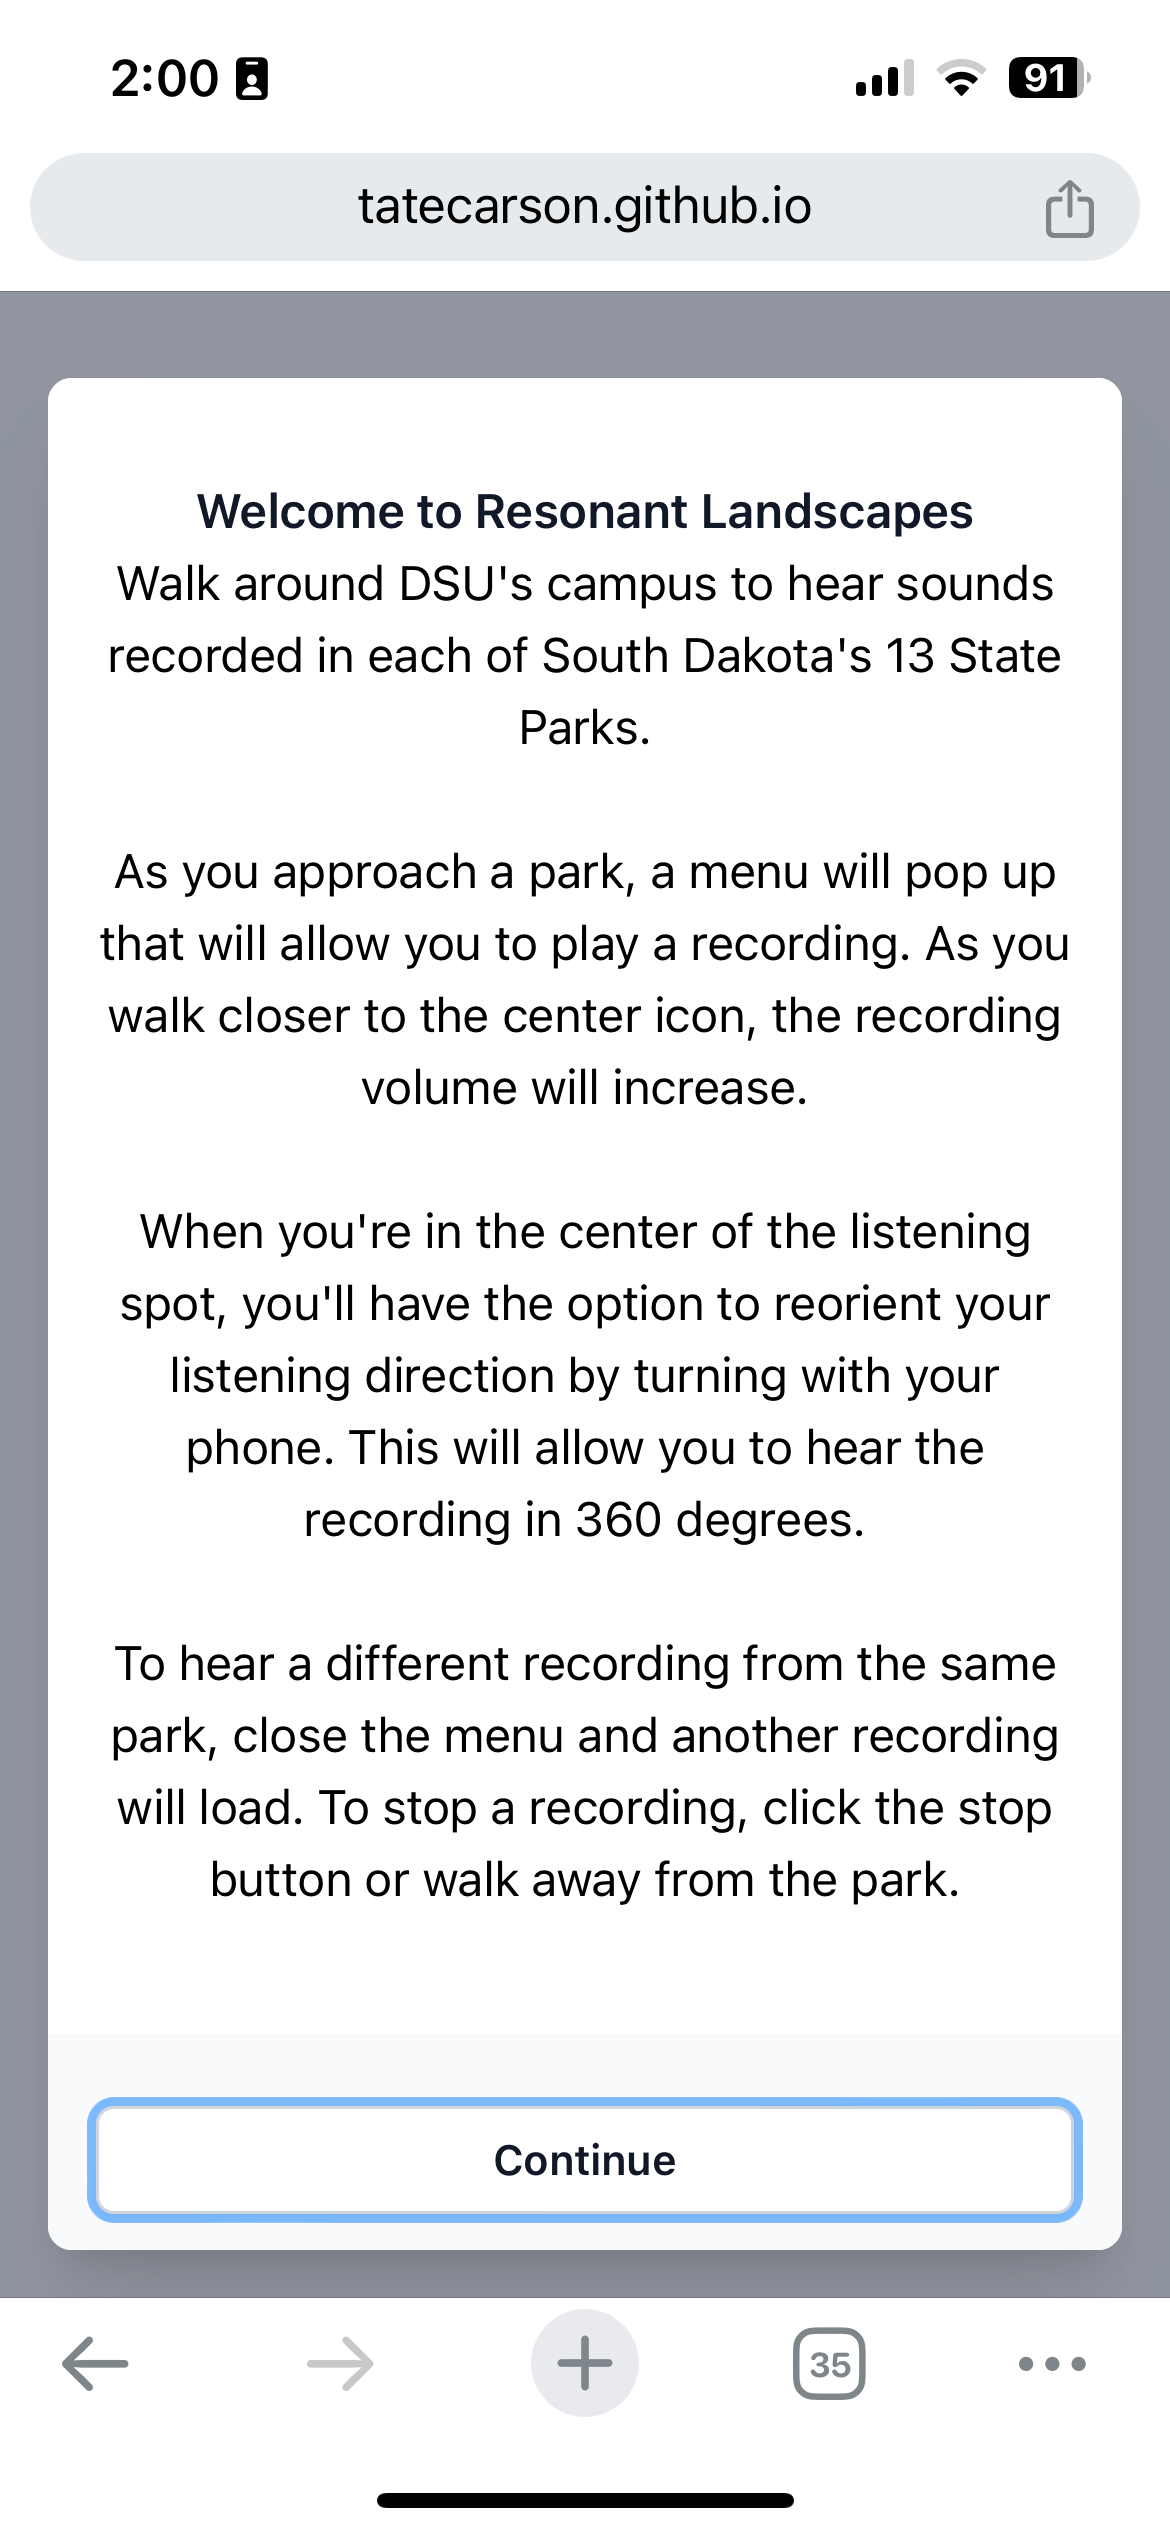 2:00
91
tatecarson.github.io
Welcome to Resonant Landscapes
Walk around DSU's campus to hear sounds
recorded in each of South Dakota's 13 State
Parks.
As you approach a park, a menu will pop up
that will allow you to play a recording. As you
walk closer to the center icon, the recording
volume will increase.
When you're in the center of the listening
spot, you'll have the option to reorient your
listening direction by turning with your
phone. This will allow you to hear the
recording in 360 degrees.
To hear a different recording from the same
park, close the menu and another recording
will load. To stop a recording, click the stop
button or walk away from the park.
Continue
35